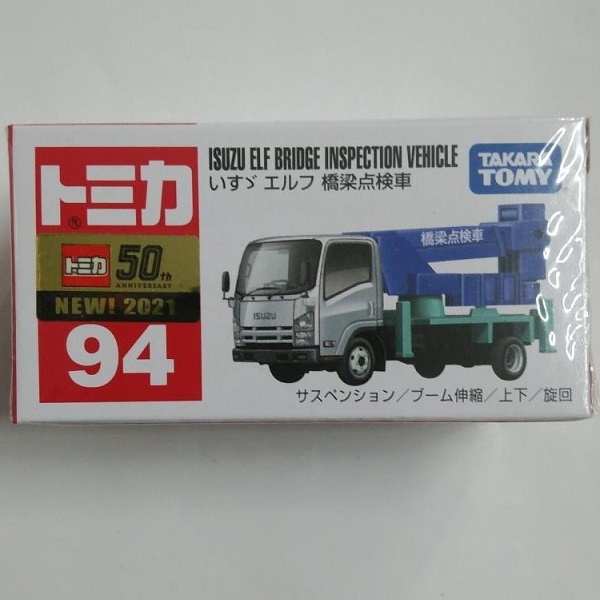 トミカ
®
トミカ 50th
ANNIVERSARY
NEW! 2021
94
ISUZU ELF BRIDGE INSPECTION VEHICLE
いすゞ エルフ 橋梁点検車
TAKARA
TOMY
橋梁点検車
ISUZU
サスペンション/ブーム伸縮/上下/旋回